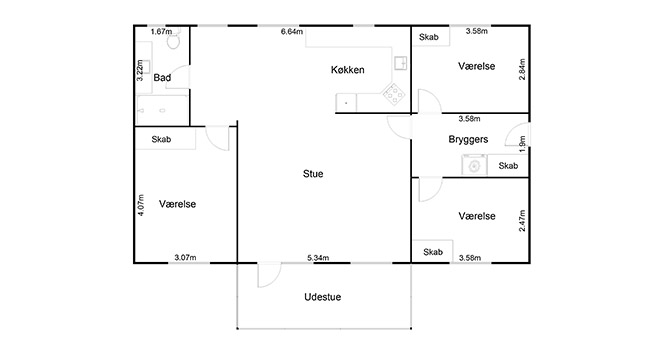 1.67m
6.64m
3.58m
Skab
Køkken
Værelse
2.84m
3.22m
Bad
3.58m
Skab
Bryggers
1.9m
Skab
Stue
4.07m
Værelse
Værelse
2.47m
Skab
3.07m
5.34m
3.58m
Udestue